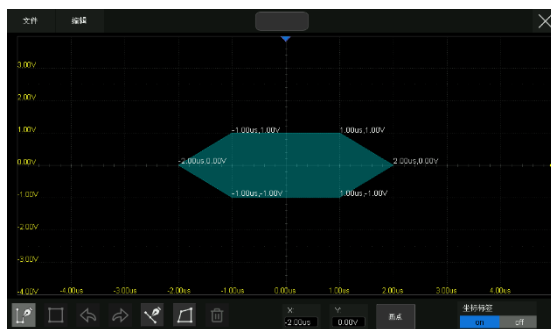 文件 编辑
3.00V
2.00V
1.00V
-1.00us,1.00V 1.00us,1.00V
0.00V
-2.00us,0.00V 2.00us,0.00V
-1.00V
-1.00us,-1.00V 1.00us,-1.00V
-2.00V
-3.00V
-4.00V -4.00us -3.00us -2.00us -1.00us 0.00us 1.00us 2.00us 3.00us 4.00us
X Y 坐标标签
-2.00us 0.00V on off